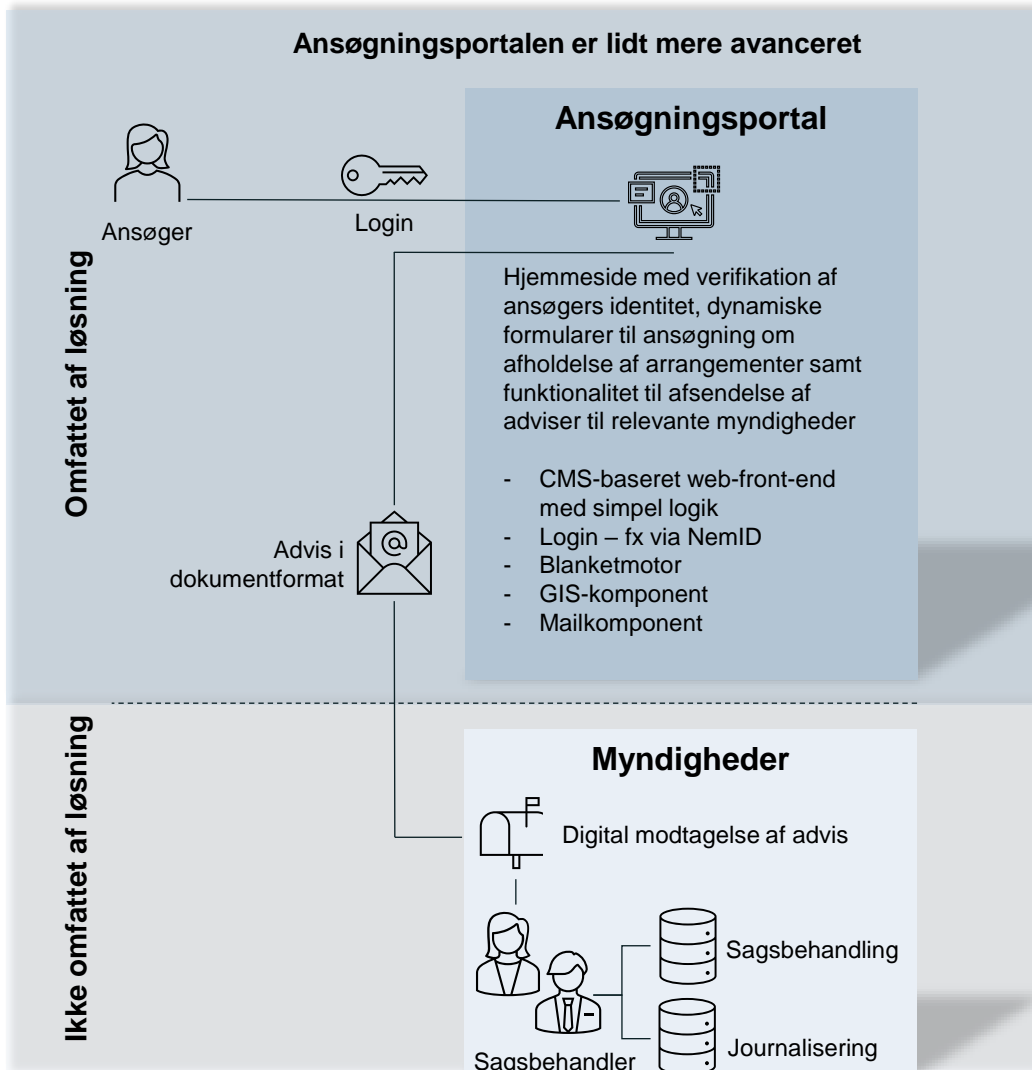 Ansøgningsportalen er lidt mere avanceret
Omfattet af løsning
Ansøger
Login
Ansøgningsportal
Hjemmeside med verifikation af
ansøgers identitet, dynamiske
formularer til ansøgning om
afholdelse af arrangementer samt
funktionalitet til afsendelse af
adviser til relevante myndigheder
- CMS-baseret web-front-end
med simpel logik
- Login – fx via NemID
- Blanketmotor
- GIS-komponent
- Mailkomponent
Advis i
dokumentformat
@
Ikke omfattet af løsning
Myndigheder
Digital modtagelse af advis
Sagsbehandling
Journalisering
Sagsbehandler